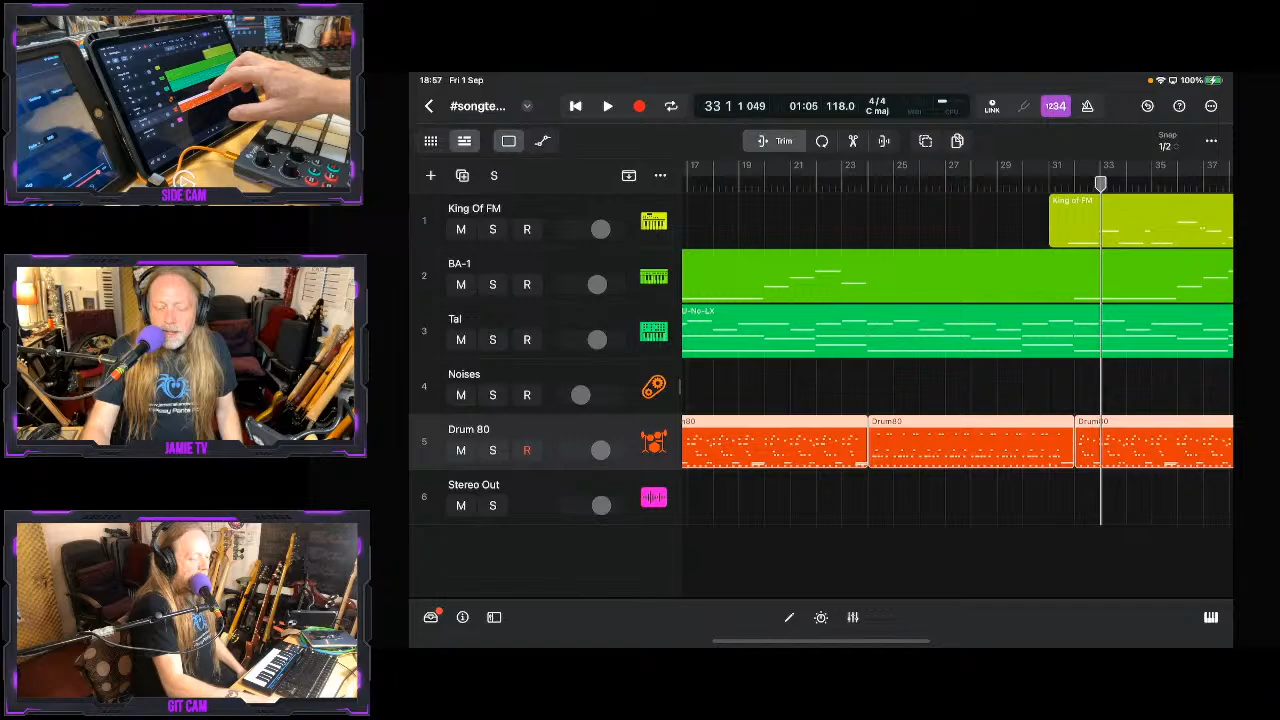 SIDE CAM
JAMIE TV
GIT CAM
18:57 Fri 1 Sep
100%
#songte...
33 1 1 049
01:05
118.0
4/4
C maj
LINK
1234
Trim
Snap
1/2
17
19
21
23
25
27
29
31
33
35
37
S
1
King Of FM
M S R
King of FM
2
BA-1
M S R
3
Tal
M S R
U-No-LX
4
Noises
M S R
5
Drum 80
M S R
Drum80
Drum80
6
Stereo Out
M S